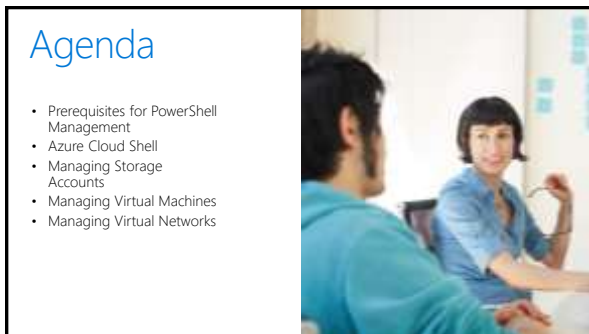 Agenda
• Prerequisites for PowerShell
Management
• Azure Cloud Shell
• Managing Storage
Accounts
• Managing Virtual Machines
• Managing Virtual Networks